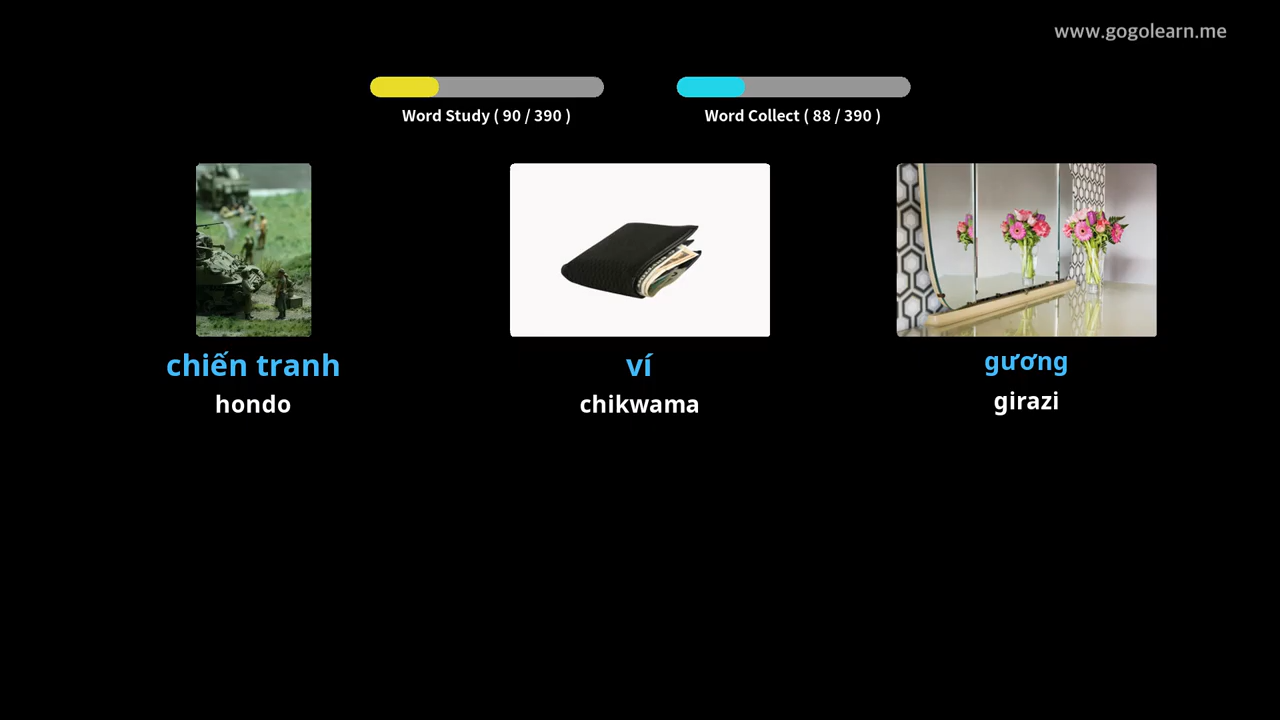 www.gogolearn.me
Word Study ( 90 / 390 )
Word Collect ( 88 / 390 )
chiến tranh
hondo
ví
chikwama
gương
girazi